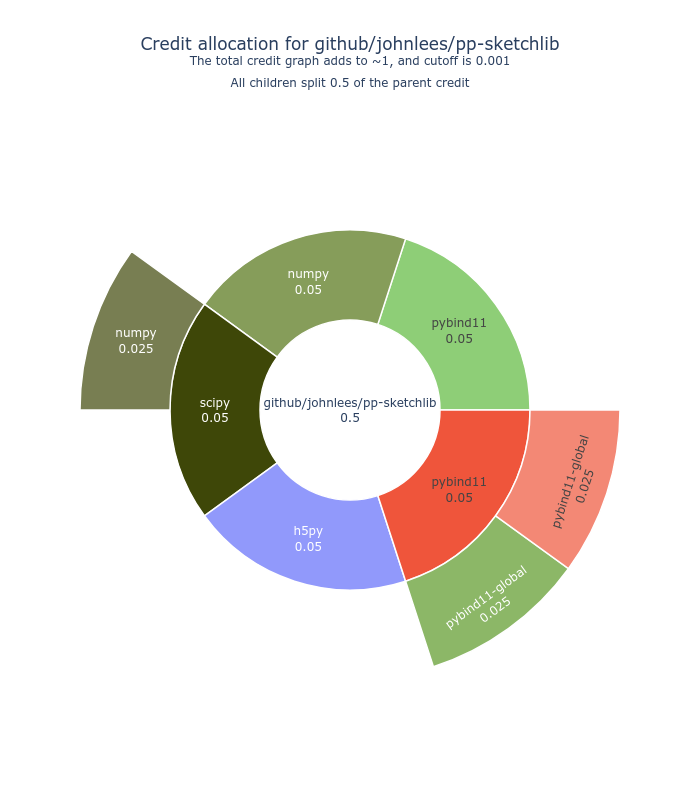 Credit allocation for github/johnlees/pp-sketchlib
The total credit graph adds to ~1, and cutoff is 0.001
All children split 0.5 of the parent credit
numpy
0.05
pybind11
0.05
numpy
0.025
scipy
0.05
github/johnlees/pp-sketchlib
0.5
pybind11
0.05
pybind11-global
0.025
h5py
0.05
pybind11-global
0.025